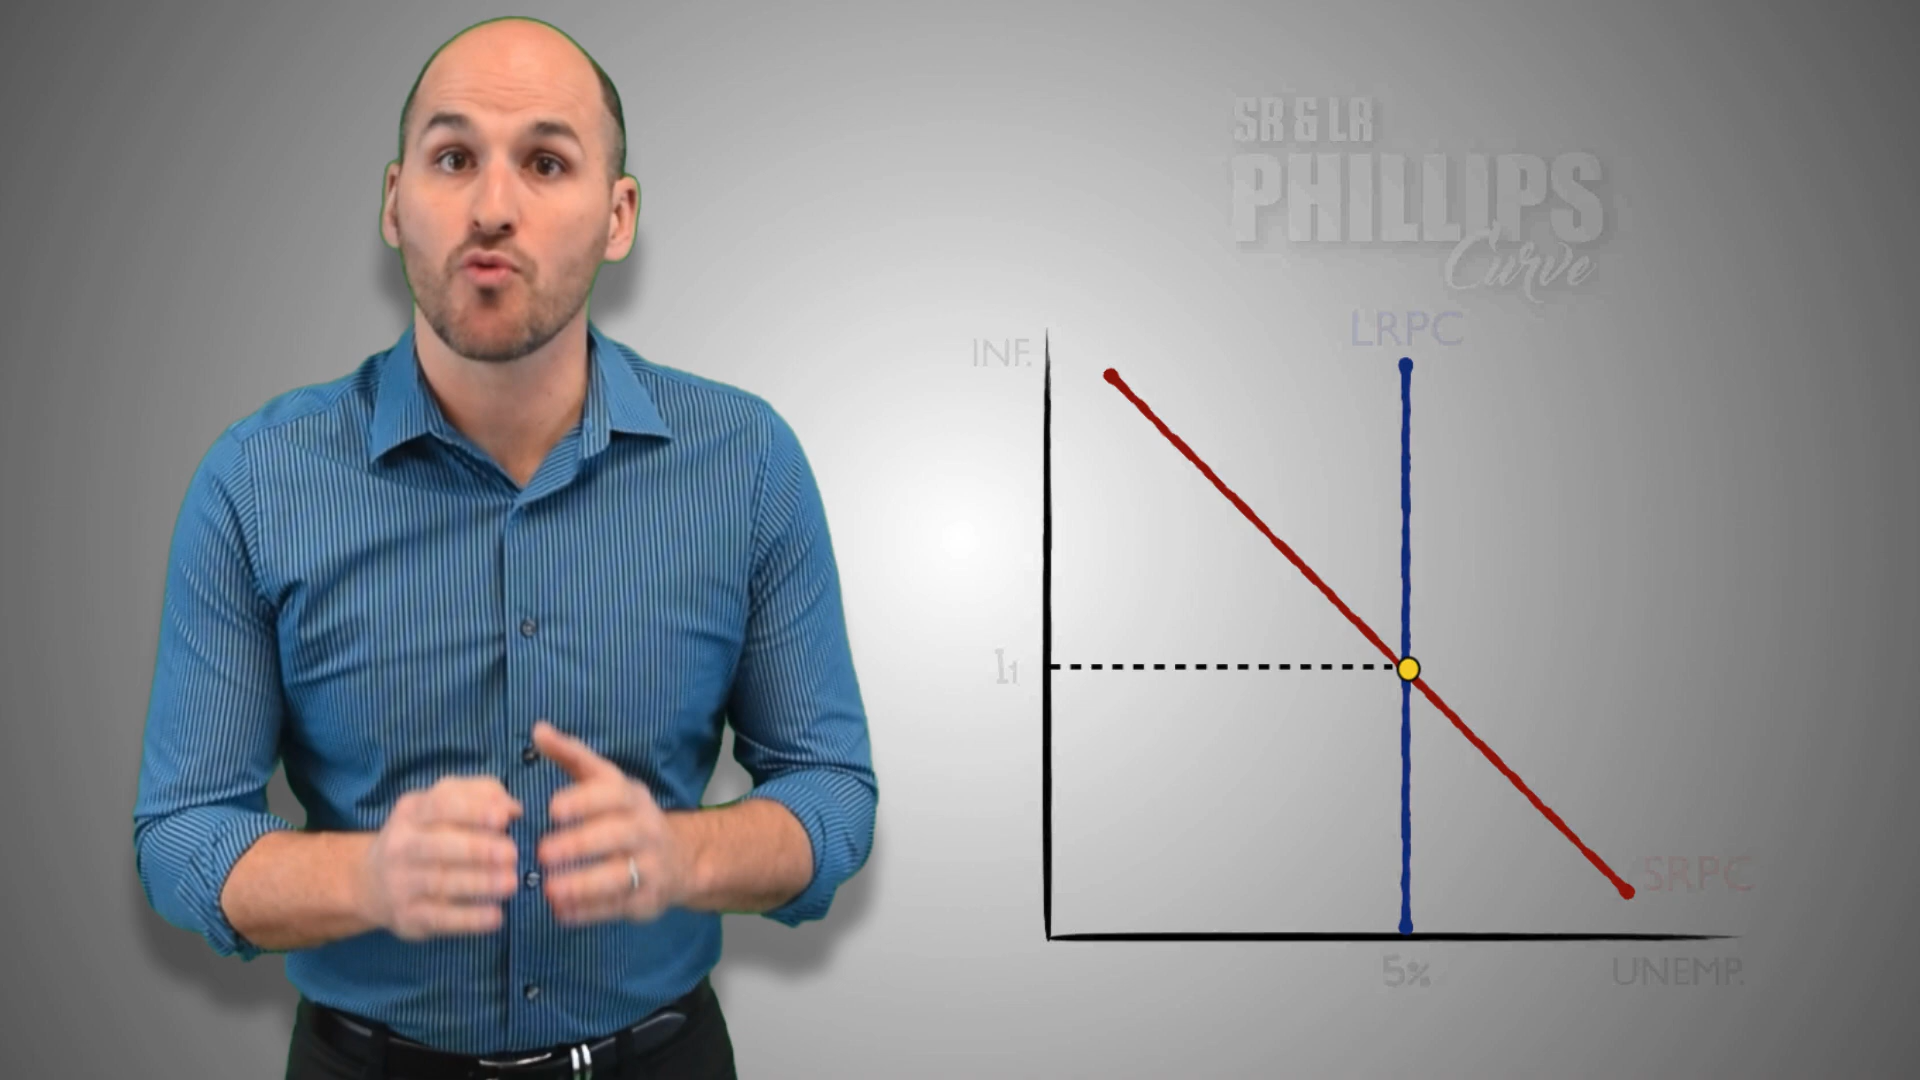 SR & LR
PHILLIPS
Curve
LRPC
INF.
I1
SRPC
5%
UNEMP.